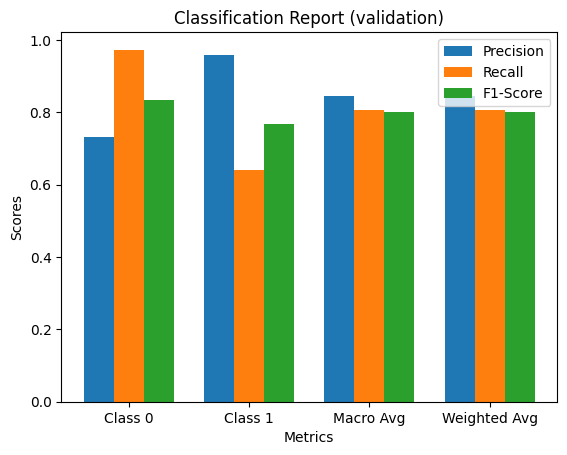 Classification Report (validation)
Precision
Recall
F1-Score
Scores
1.0
0.8
0.6
0.4
0.2
0.0
Class 0
Class 1
Macro Avg
Weighted Avg
Metrics